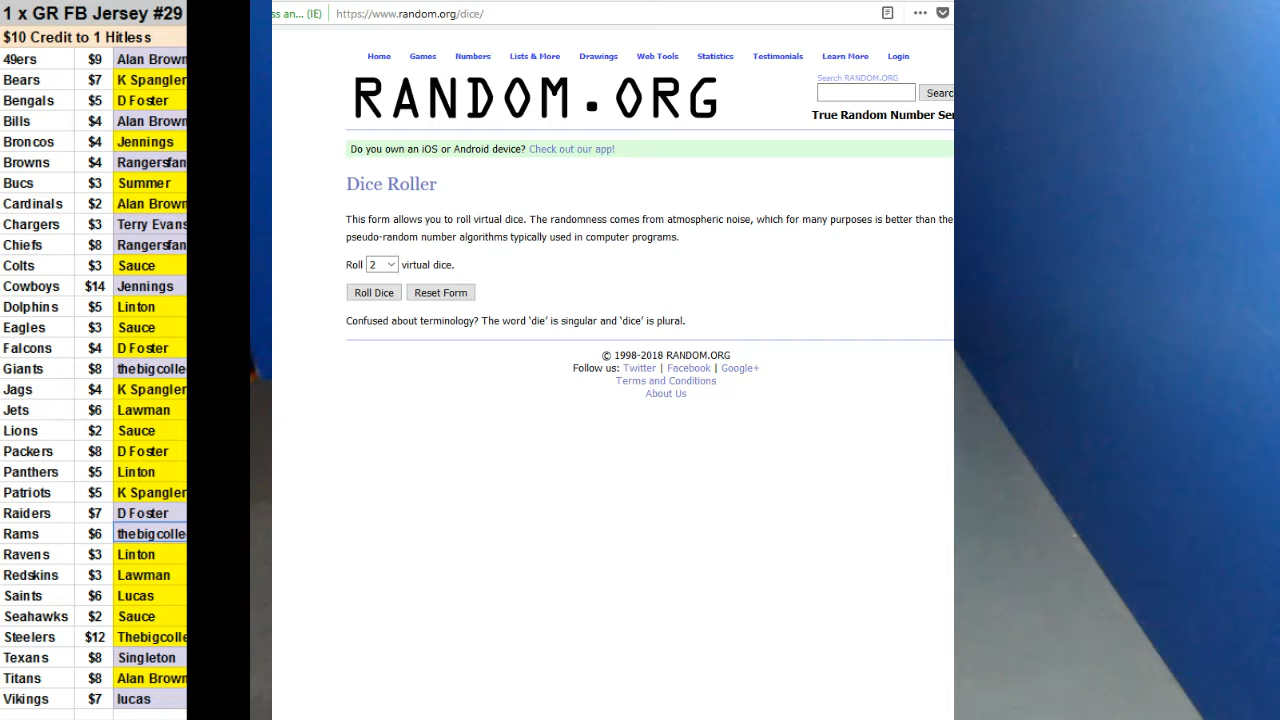 1 x GR FB Jersey #29
$10 Credit to 1 Hitless
49ers $9 Alan Brown
Bears $7 K Spangler
Bengals $5 D Foster
Bills $4 Alan Brown
Broncos $4 Jennings
Browns $4 Rangersfan
Bucs $3 Summer
Cardinals $2 Alan Brown
Chargers $3 Terry Evans
Chiefs $8 Rangersfan
Colts $3 Sauce
Cowboys $14 Jennings
Dolphins $5 Linton
Eagles $3 Sauce
Falcons $4 D Foster
Giants $8 thebigcolle
Jags $4 K Spangler
Jets $6 Lawman
Lions $2 Sauce
Packers $8 D Foster
Panthers $5 Linton
Patriots $5 K Spangler
Raiders $7 D Foster
Rams $6 thebigcolle
Ravens $3 Linton
Redskins $3 Lawman
Saints $6 Lucas
Seahawks $2 Sauce
Steelers $12 Thebigcolle
Texans $8 Singleton
Titans $8 Alan Brown
Vikings $7 lucas
ss an... (IE) https://www.random.org/dice/
Home Games Numbers Lists & More Drawings Web Tools Statistics Testimonials Learn More Login
RANDOM.ORG
Search RANDOM.ORG
Searc
True Random Number Ser
Do you own an iOS or Android device? Check out our app!
Dice Roller
This form allows you to roll virtual dice. The randomness comes from atmospheric noise, which for many purposes is better than the
pseudo-random number algorithms typically used in computer programs.
Roll 2 virtual dice.
Roll Dice Reset Form
Confused about terminology? The word ‘die’ is singular and ‘dice’ is plural.
© 1998-2018 RANDOM.ORG
Follow us: Twitter | Facebook | Google+
Terms and Conditions
About Us